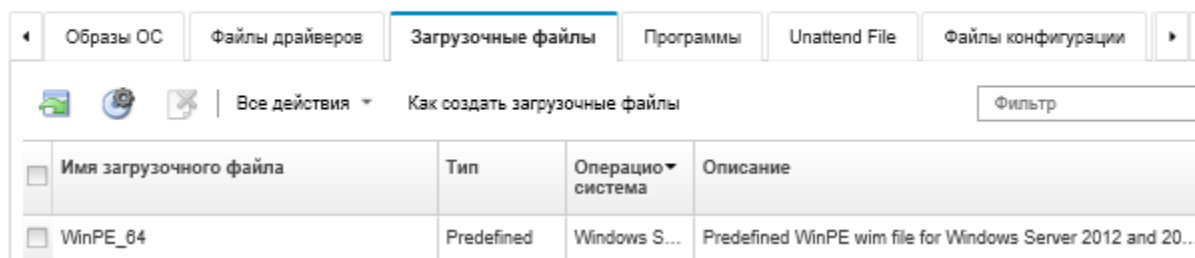 Образы ОС Файлы драйверов Загрузочные файлы Программы Unattend File Файлы конфигурации
Все действия Как создать загрузочные файлы Фильтр
Имя загрузочного файла Тип Операцио система Описание
WinPE_64 Predefined Windows S... Predefined WinPE wim file for Windows Server 2012 and 20...